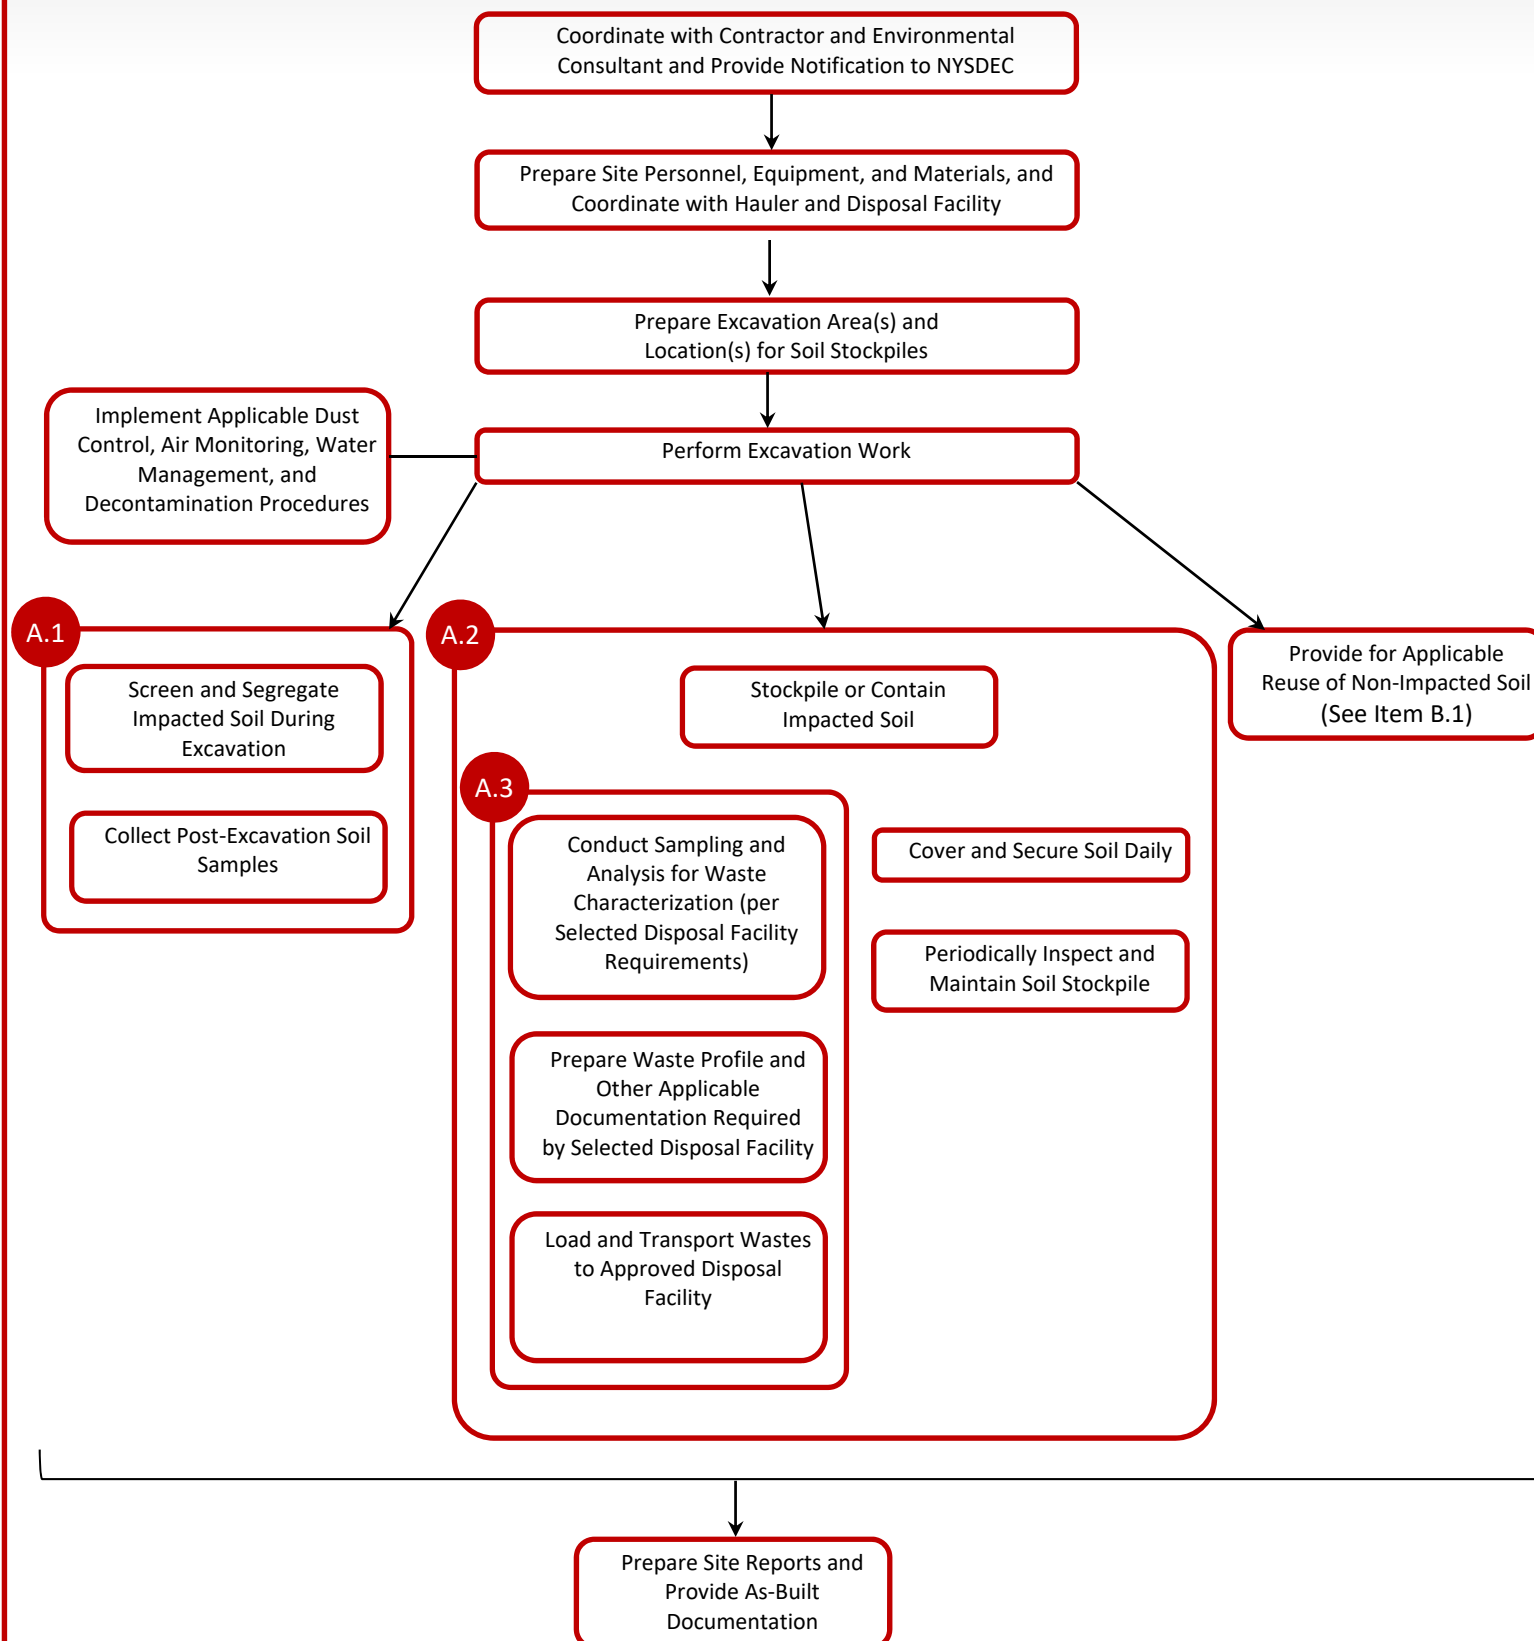 Coordinate with Contractor and Environmental
Consultant and Provide Notification to NYSDEC
Prepare Site Personnel, Equipment, and Materials, and
Coordinate with Hauler and Disposal Facility
Prepare Excavation Area(s) and
Location(s) for Soil Stockpiles
Implement Applicable Dust
Control, Air Monitoring, Water
Management, and
Decontamination Procedures
Perform Excavation Work
A.1
Screen and Segregate
Impacted Soil During
Excavation
Collect Post-Excavation Soil
Samples
A.2
Stockpile or Contain
Impacted Soil
A.3
Conduct Sampling and
Analysis for Waste
Characterization (per
Selected Disposal Facility
Requirements)
Prepare Waste Profile and
Other Applicable
Documentation Required
by Selected Disposal Facility
Load and Transport Wastes
to Approved Disposal
Facility
Cover and Secure Soil Daily
Periodically Inspect and
Maintain Soil Stockpile
Provide for Applicable
Reuse of Non-Impacted Soil
(See Item B.1)
Prepare Site Reports and
Provide As-Built
Documentation